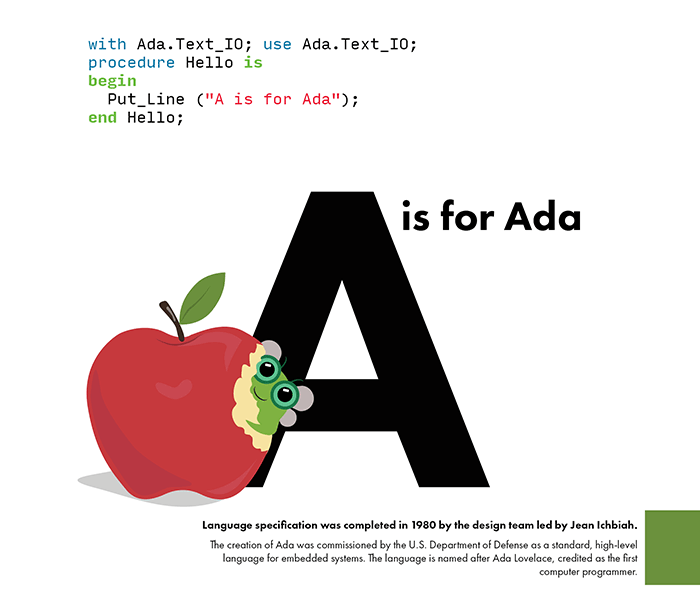 with Ada.Text_IO; use Ada.Text_IO;
procedure Hello is
begin
  Put_Line ("A is for Ada");
end Hello;
A is for Ada
Language specification was completed in 1980 by the design team led by Jean Ichbiah.
The creation of Ada was commissioned by the U.S. Department of Defense as a standard, high-level
language for embedded systems. The language is named after Ada Lovelace, credited as the first
computer programmer.